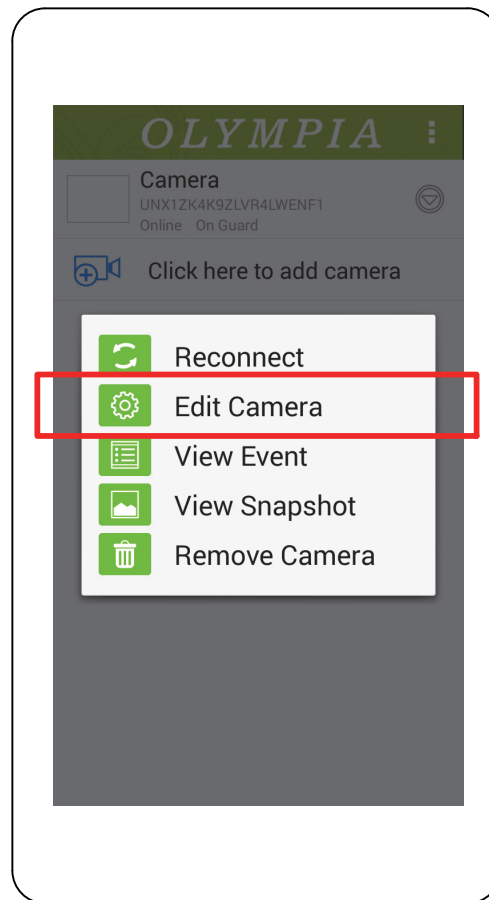 OLYMPIA
Camera
UNX1ZK4K9ZLVR4LWENF1
Online On Guard
Click here to add camera
Reconnect
Edit Camera
View Event
View Snapshot
Remove Camera